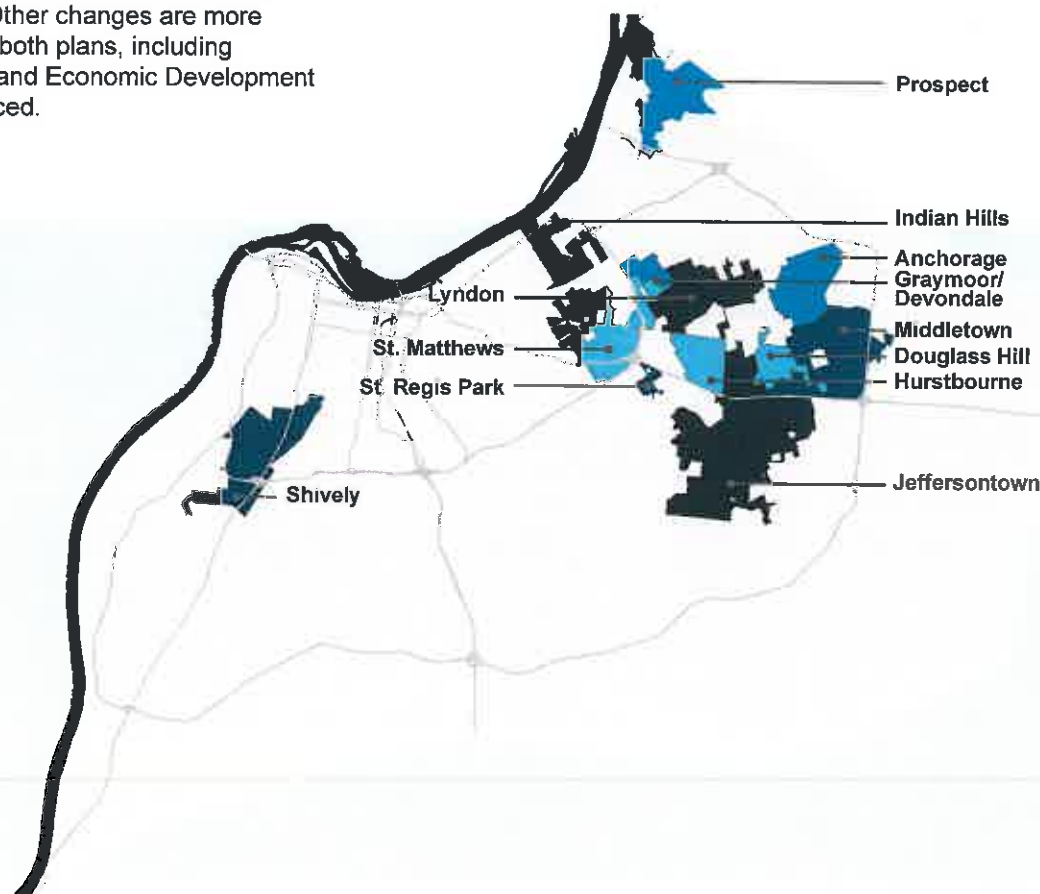 Other changes are more
both plans, including
and Economic Development
ced.
Prospect
Indian Hills
Anchorage
Graymoor/
Devondale
Lyndon
Middletown
St. Matthews
Douglass Hill
Hurstbourne
St. Regis Park
Jeffersontown
Shively